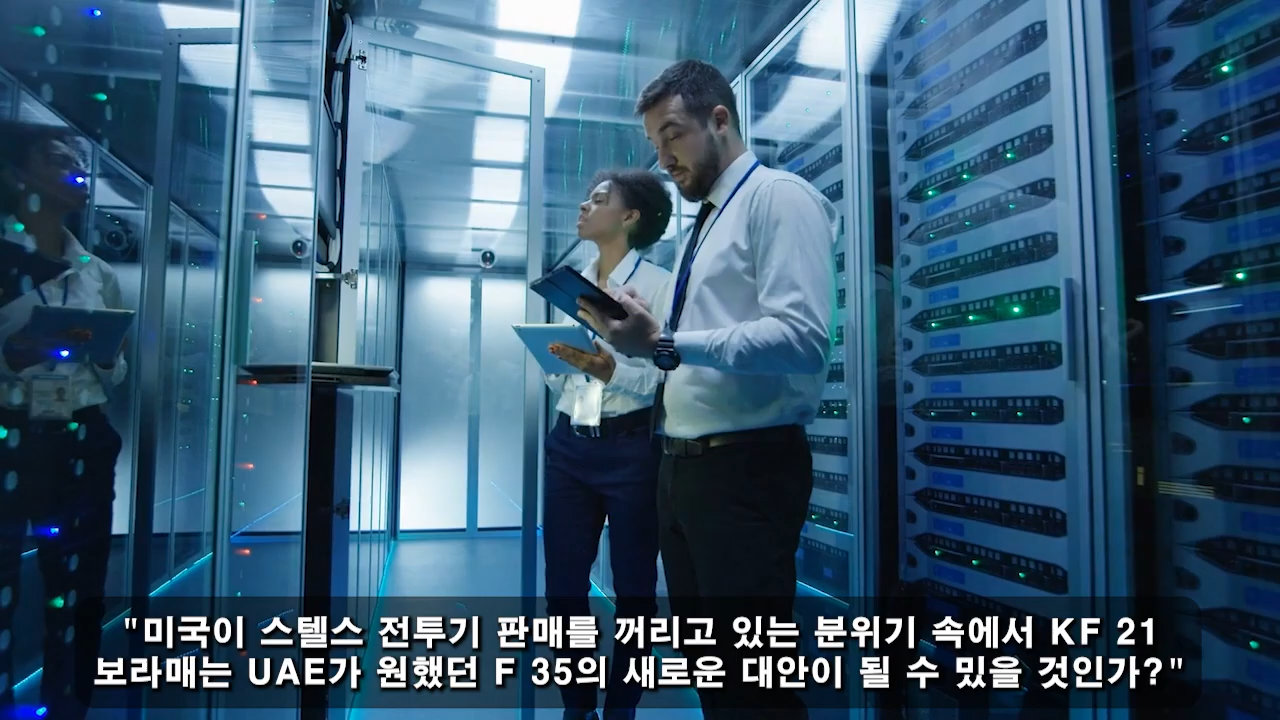 "미국이 스텔스 전투기 판매를 꺼리고 있는 분위기 속에서 KF 21
보라매는 UAE가 원했던 F 35의 새로운 대안이 될 수 밌을 것인가?"